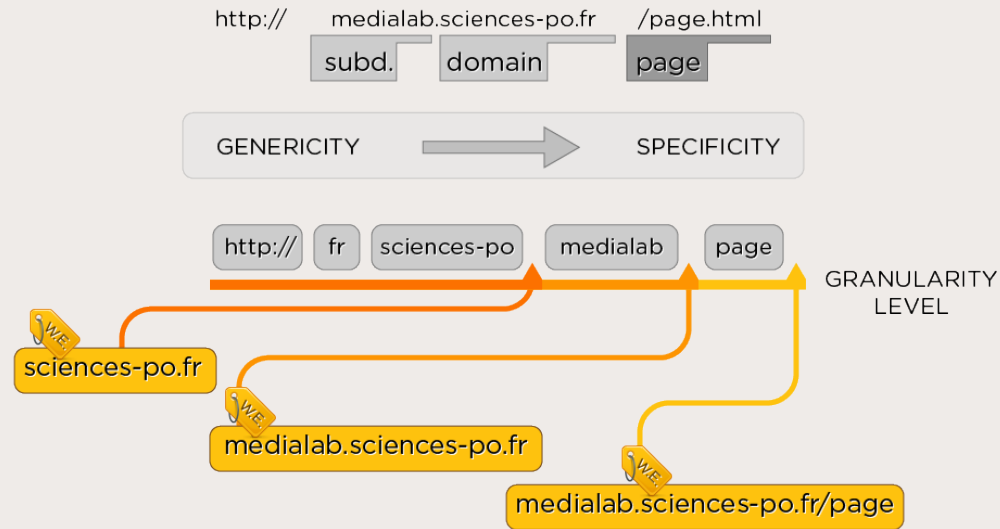 http:// medialab.sciences-po.fr /page.html
subd. domain page
GENERICITY SPECIFICITY
http:// fr sciences-po medialab page
GRANULARITY
LEVEL
W.E.
sciences-po.fr
W.E.
medialab.sciences-po.fr
W.E.
medialab.sciences-po.fr/page